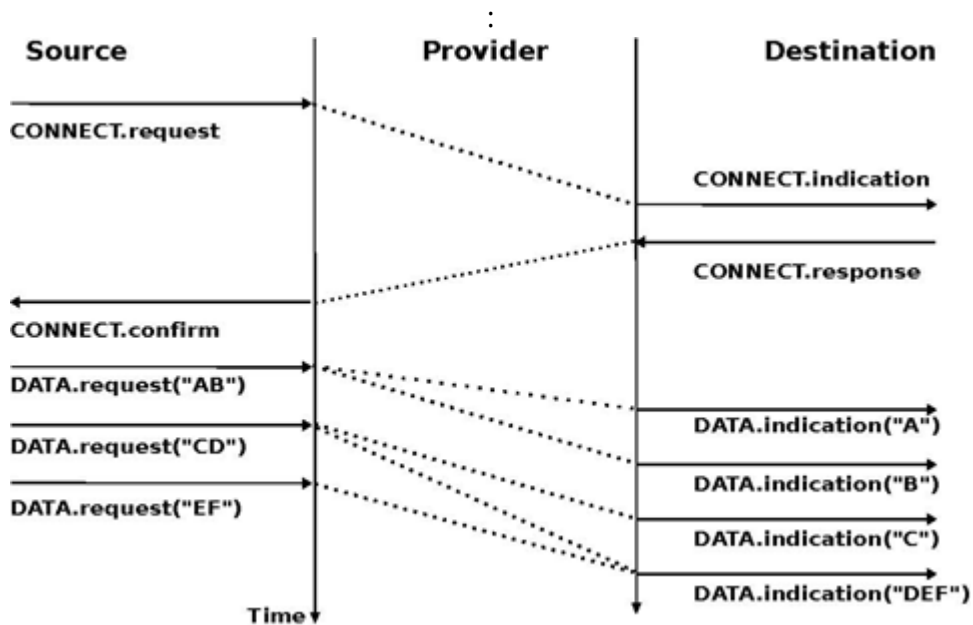 :
Source Provider Destination
CONNECT.request
CONNECT.indication
CONNECT.response
CONNECT.confirm
DATA.request("AB")
DATA.indication("A")
DATA.request("CD")
DATA.indication("B")
DATA.request("EF")
DATA.indication("C")
DATA.indication("DEF")
Time